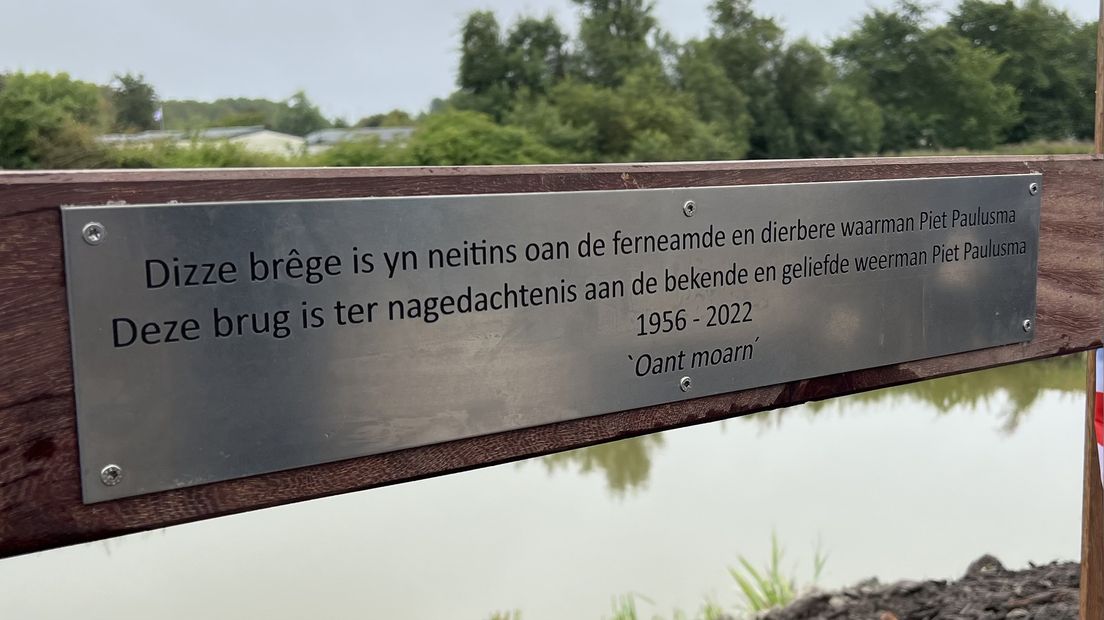 Dizze brêge is yn neitins oan de ferneamde en dierbere waarman Piet Paulusma
Deze brug is ter nagedachtenis aan de bekende en geliefde weerman Piet Paulusma
1956 - 2022
`Oant moarn´